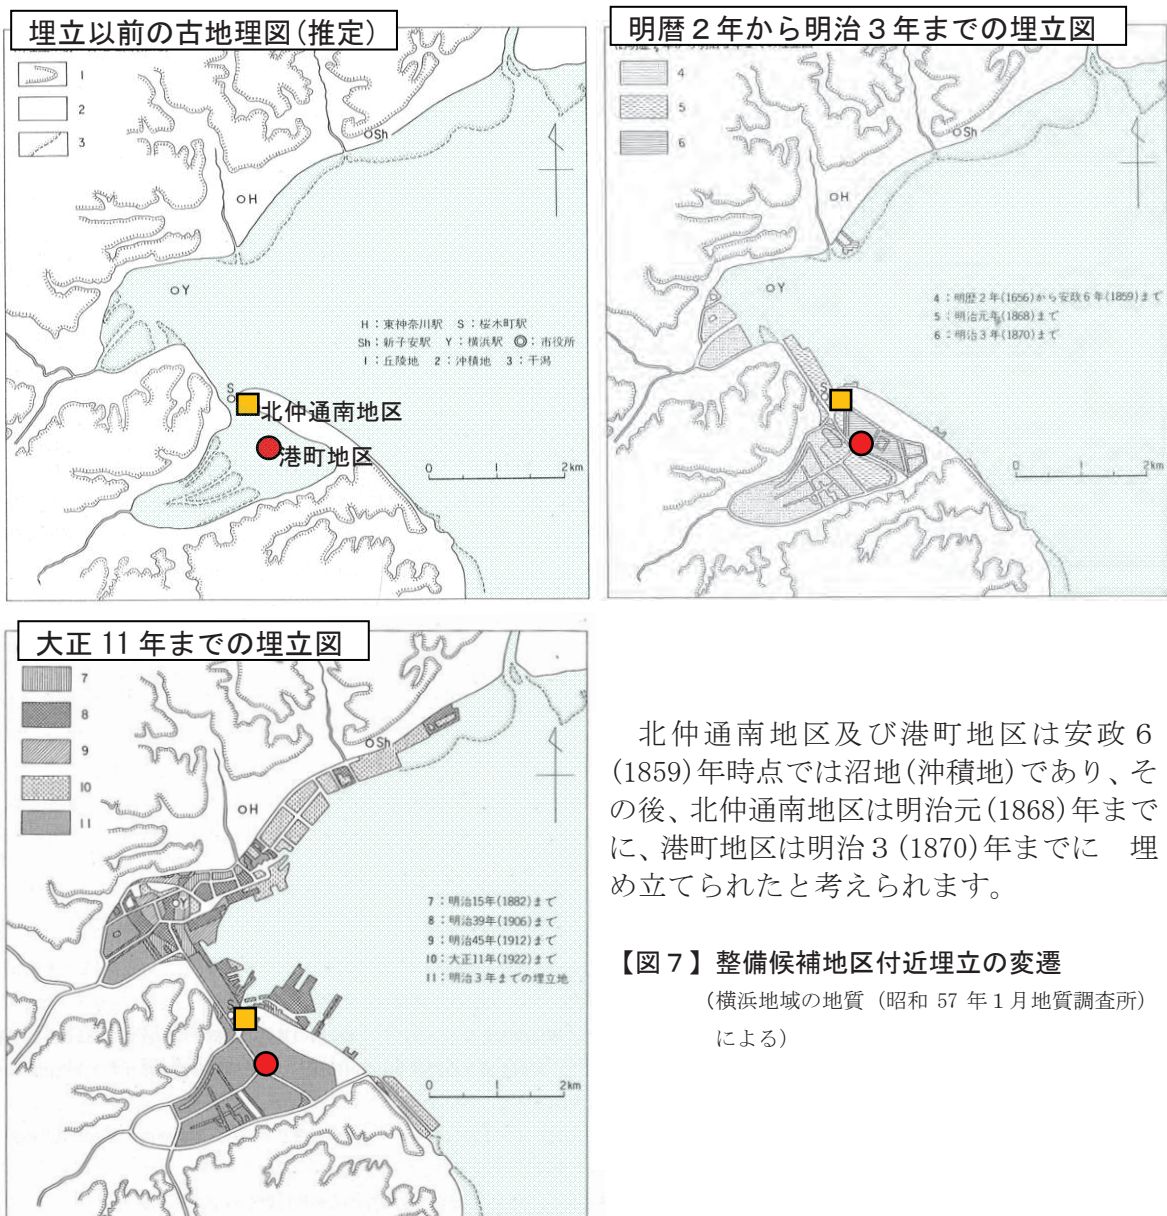 埋立以前の古地理図(推定)
1
2
3
Sh
H
Y
H:東神奈川駅 S:桜木町駅
Sh:新子安駅 Y:横浜駅 ◎:市役所
1:丘陵地 2:沖積地 3:干潟
S
北仲通南地区
港町地区
0 1 2km
明暦2年から明治3年までの埋立図
4
5
6
Sh
H
Y
4:明暦2年(1656)から安政6年(1859)まで
5:明治元年(1868)まで
6:明治3年(1870)まで
S
0 1 2km
大正11年までの埋立図
7
8
9
10
11
Sh
H
Y
7:明治15年(1882)まで
8:明治39年(1906)まで
9:明治45年(1912)まで
10:大正11年(1922)まで
11:明治3年までの埋立地
S
0 1 2km
北仲通南地区及び港町地区は安政6
(1859)年時点では沼地(沖積地)であり、そ
の後、北仲通南地区は明治元(1868)年まで
に、港町地区は明治3(1870)年までに 埋
め立てられたと考えられます。
【図7】整備候補地区付近埋立の変遷
(横浜地域の地質(昭和 57 年1月地質調査所)
による)